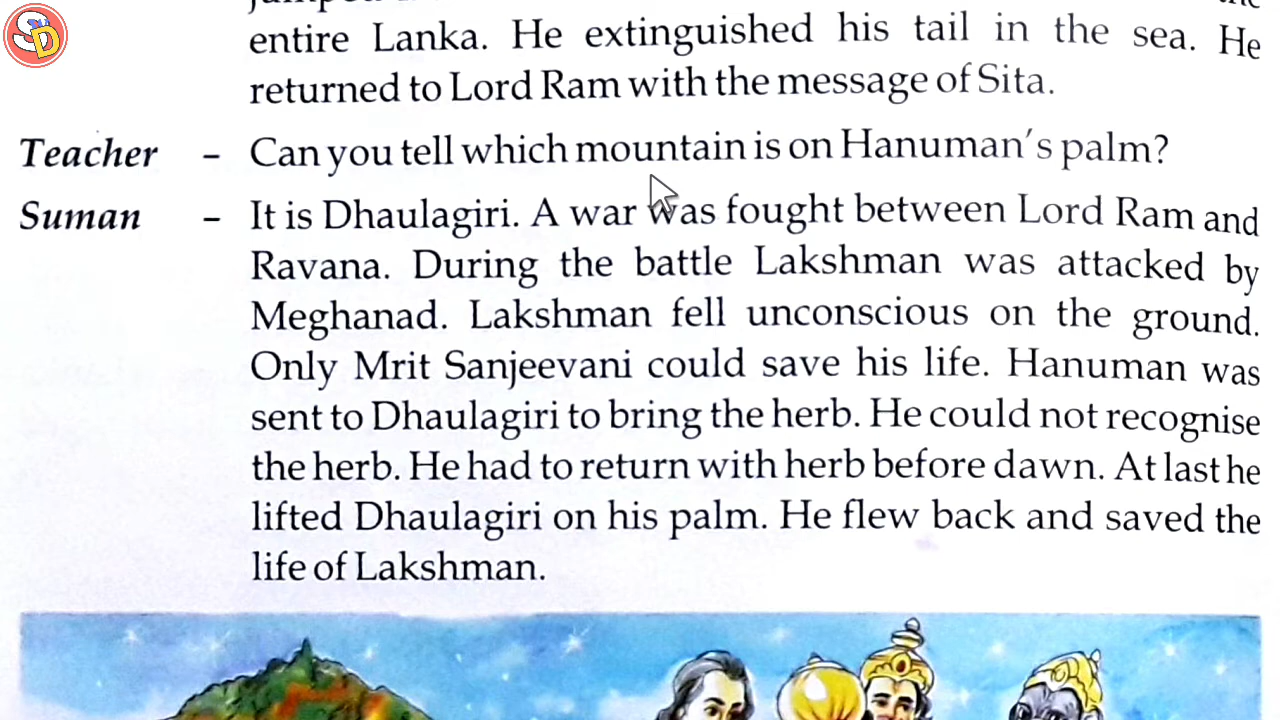 SD
entire Lanka. He extinguished his tail in the sea. He
returned to Lord Ram with the message of Sita.
Teacher – Can you tell which mountain is on Hanuman's palm?
Suman – It is Dhaulagiri. A war was fought between Lord Ram and
Ravana. During the battle Lakshman was attacked by
Meghanad. Lakshman fell unconscious on the ground.
Only Mrit Sanjeevani could save his life. Hanuman was
sent to Dhaulagiri to bring the herb. He could not recognise
the herb. He had to return with herb before dawn. At last he
lifted Dhaulagiri on his palm. He flew back and saved the
life of Lakshman.